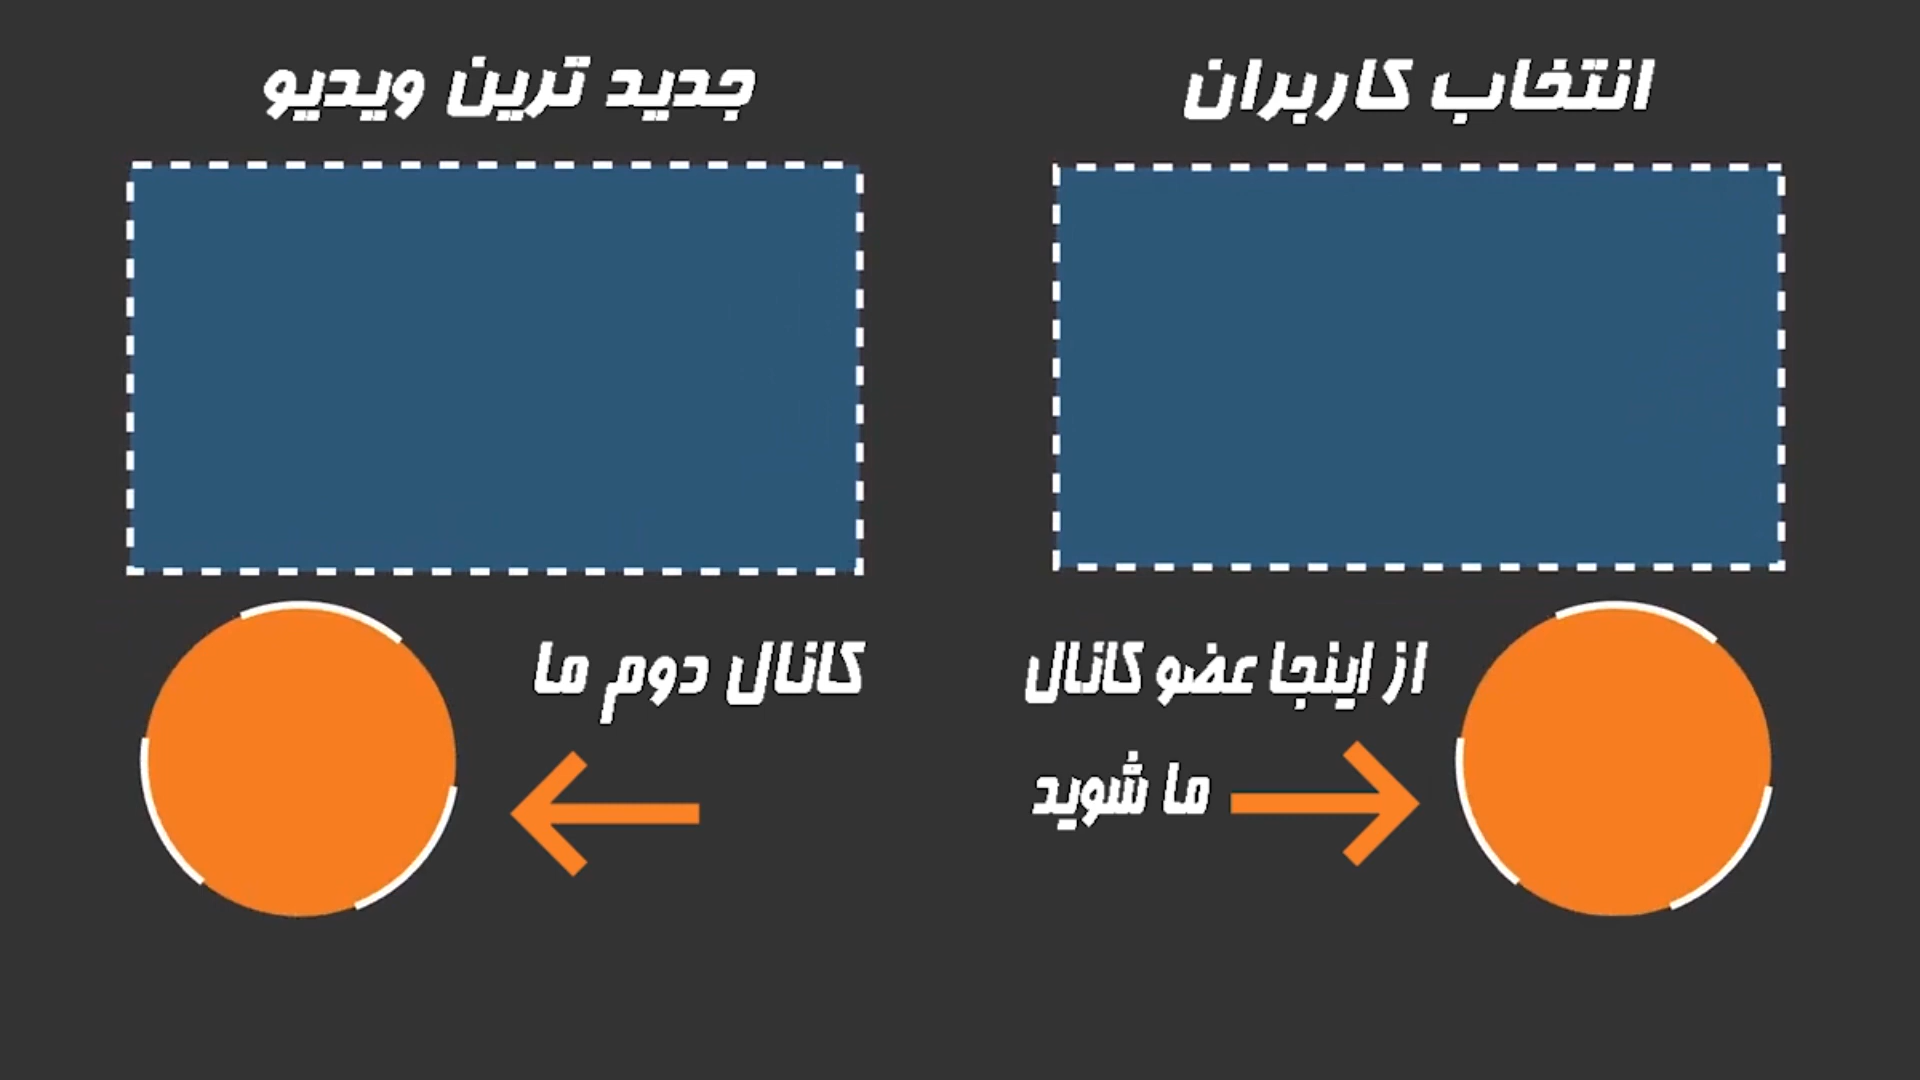 انتخاب کاربران
جدید ترین ویدیو
از اینجا عضو کانال
ما شوید
کانال دوم ما